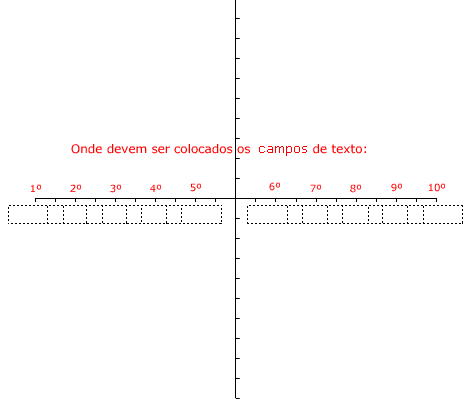 Onde devem ser colocados os campos de texto:
1º 2º 3º 4º 5º 6º 7º 8º 9º 10º